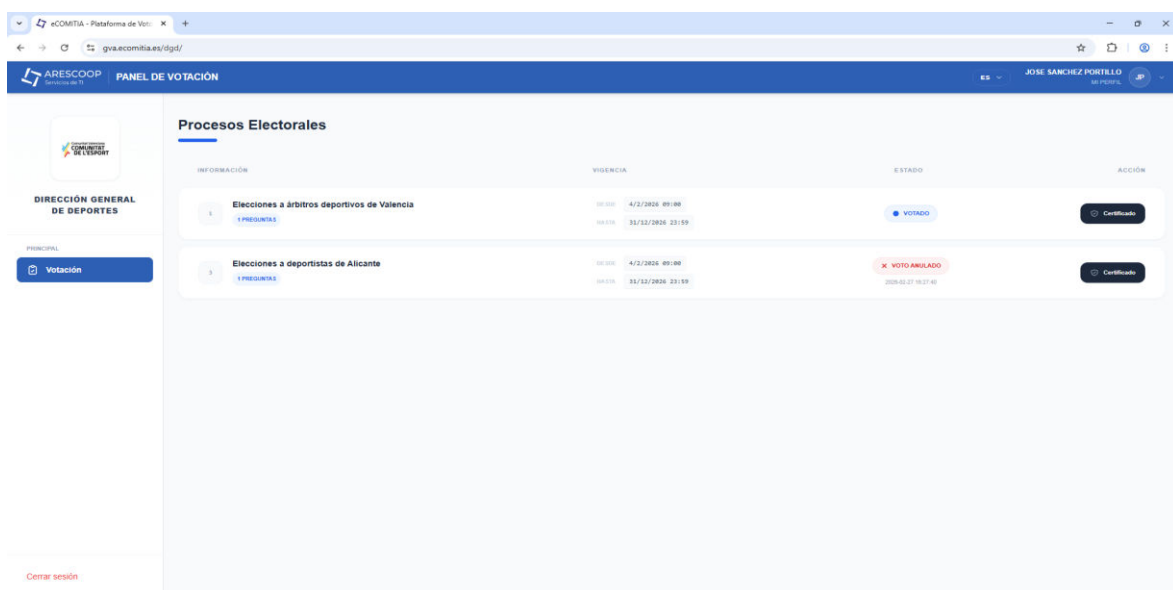 eCOMITIA - Plataforma de Voto
gva.ecomitia.es/dgd/
ARESCOOP
Servicios de TI
PANEL DE VOTACIÓN
ES
JOSE SANCHEZ PORTILLO
MI PERFIL
JP
COMUNITAT
DE L'ESPORT
DIRECCIÓN GENERAL
DE DEPORTES
PRINCIPAL
Votación
Cerrar sesión
Procesos Electorales
INFORMACIÓN VIGENCIA ESTADO ACCIÓN
Elecciones a árbitros deportivos de Valencia
1 PREGUNTAS
DESDE 4/2/2026 09:00
HASTA 31/12/2026 23:59
VOTADO
Certificado
Elecciones a deportistas de Alicante
1 PREGUNTAS
DESDE 4/2/2026 09:00
HASTA 31/12/2026 23:59
VOTO ANULADO
Certificado